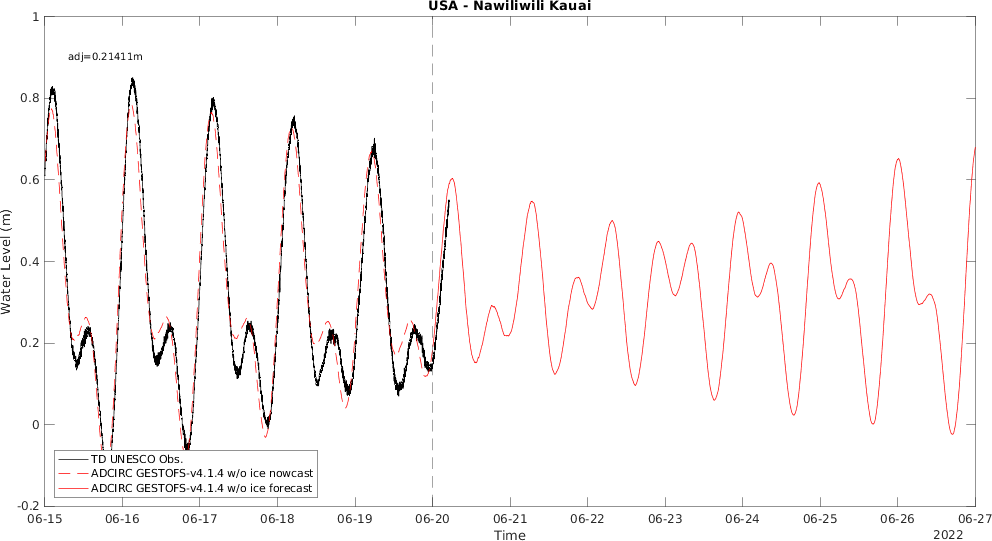 USA - Nawiliwili Kauai
1
adj=0.21411m
0.8
0.6
0.4
0.2
0
-0.2
Water Level (m)
TD UNESCO Obs.
ADCIRC GESTOFS-v4.1.4 w/o ice nowcast
ADCIRC GESTOFS-v4.1.4 w/o ice forecast
06-15 06-16 06-17 06-18 06-19 06-20 06-21 06-22 06-23 06-24 06-25 06-26 06-27
Time
2022